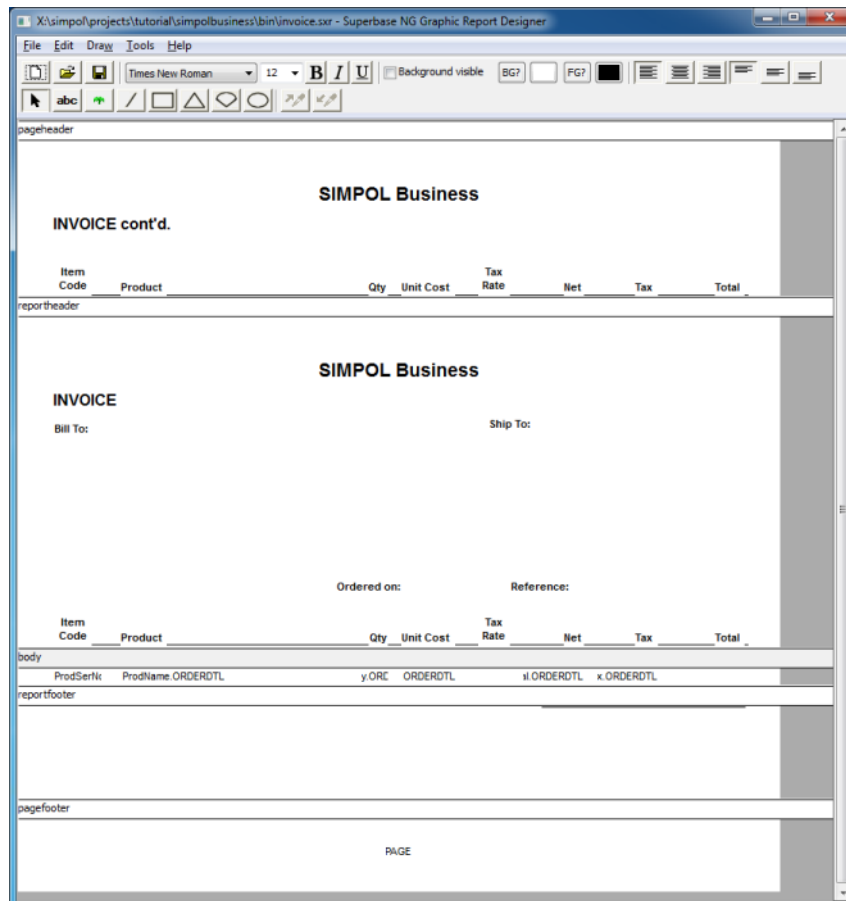 X:\simpol\projects\tutorial\simpolbusiness\bin\invoice.sxr - Superbase NG Graphic Report Designer
File Edit Draw Tools Help
Times New Roman 12 B I U Background visible BG? FG?
abc
pageheader
SIMPOL Business
INVOICE cont'd.
Item Tax
Code Product Qty Unit Cost Rate Net Tax Total
reportheader
SIMPOL Business
INVOICE
Bill To: Ship To:
Ordered on: Reference:
Item Tax
Code Product Qty Unit Cost Rate Net Tax Total
body
ProdSerNo ProdName.ORDERDTL y.ORD ORDERDTL al.ORDERDTL x.ORDERDTL
reportfooter
pagefooter
PAGE